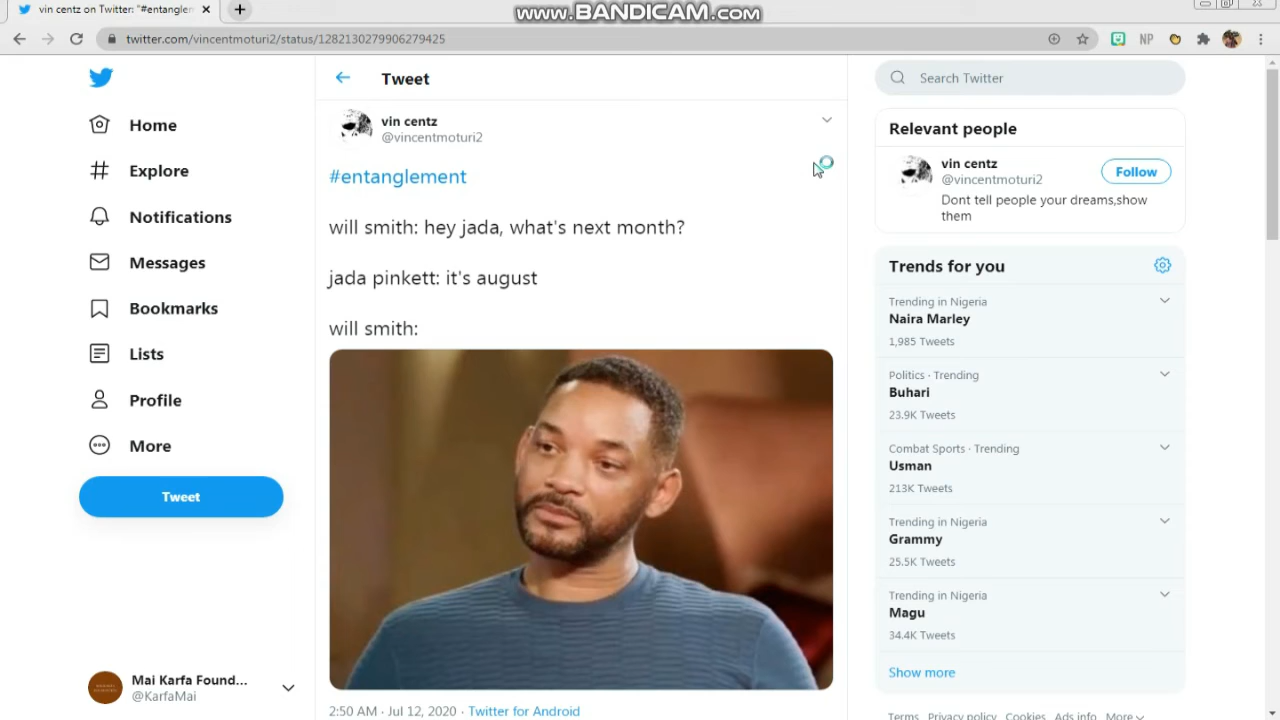 www.BANDICAM.com
vin centz on Twitter: "#entanglem
twitter.com/vincentmoturi2/status/1282130279906279425
NP
Home
Explore
Notifications
Messages
Bookmarks
Lists
Profile
More
Tweet
Mai Karfa Found...
@KarfaMai
Tweet
vin centz
@vincentmoturi2
#entanglement
will smith: hey jada, what's next month?
jada pinkett: it's august
will smith:
2:50 AM · Jul 12, 2020 · Twitter for Android
Search Twitter
Relevant people
vin centz
@vincentmoturi2
Follow
Dont tell people your dreams,show
them
Trends for you
Trending in Nigeria
Naira Marley
1,985 Tweets
Politics · Trending
Buhari
23.9K Tweets
Combat Sports · Trending
Usman
213K Tweets
Trending in Nigeria
Grammy
25.5K Tweets
Trending in Nigeria
Magu
34.4K Tweets
Show more
Terms Privacy policy Cookies Ads info More